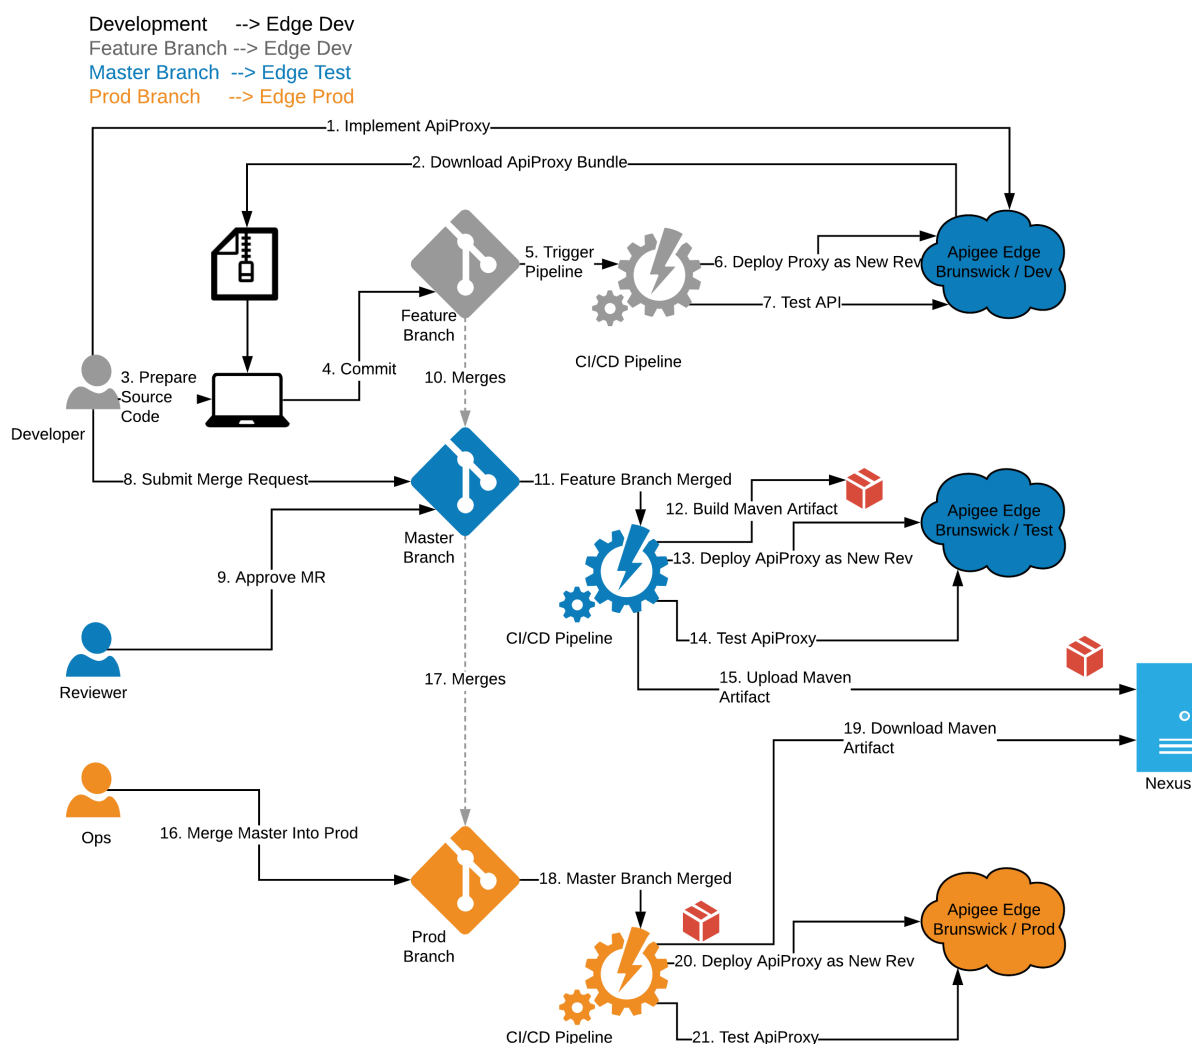 Development --> Edge Dev
Feature Branch --> Edge Dev
Master Branch --> Edge Test
Prod Branch --> Edge Prod
1. Implement ApiProxy
2. Download ApiProxy Bundle
5. Trigger
Pipeline
6. Deploy Proxy as New Rev
Apigee Edge
Brunswick / Dev
7. Test API
Feature
Branch
CI/CD Pipeline
4. Commit
3. Prepare
Source
Code
10. Merges
Developer
8. Submit Merge Request
11. Feature Branch Merged
12. Build Maven Artifact
Apigee Edge
Brunswick / Test
Master
Branch
13. Deploy ApiProxy as New Rev
9. Approve MR
CI/CD Pipeline
14. Test ApiProxy
Reviewer
17. Merges
15. Upload Maven
Artifact
19. Download Maven
Artifact
Nexus
Ops
16. Merge Master Into Prod
18. Master Branch Merged
Apigee Edge
Brunswick / Prod
Prod
Branch
20. Deploy ApiProxy as New Rev
CI/CD Pipeline
21. Test ApiProxy